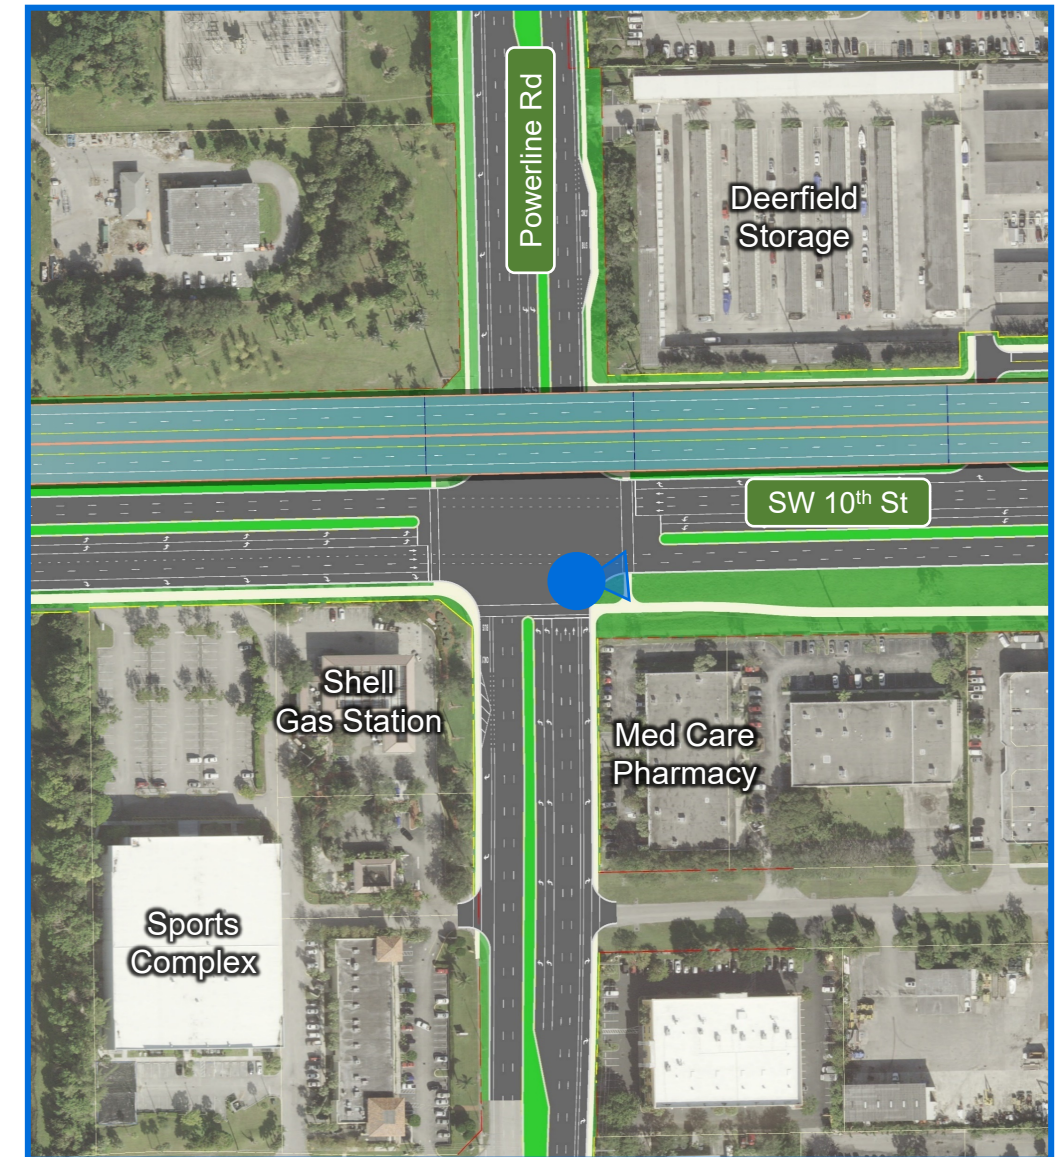 Powerline Rd
Deerfield
Storage
SW 10th St
Shell
Gas Station
Med Care
Pharmacy
Sports
Complex